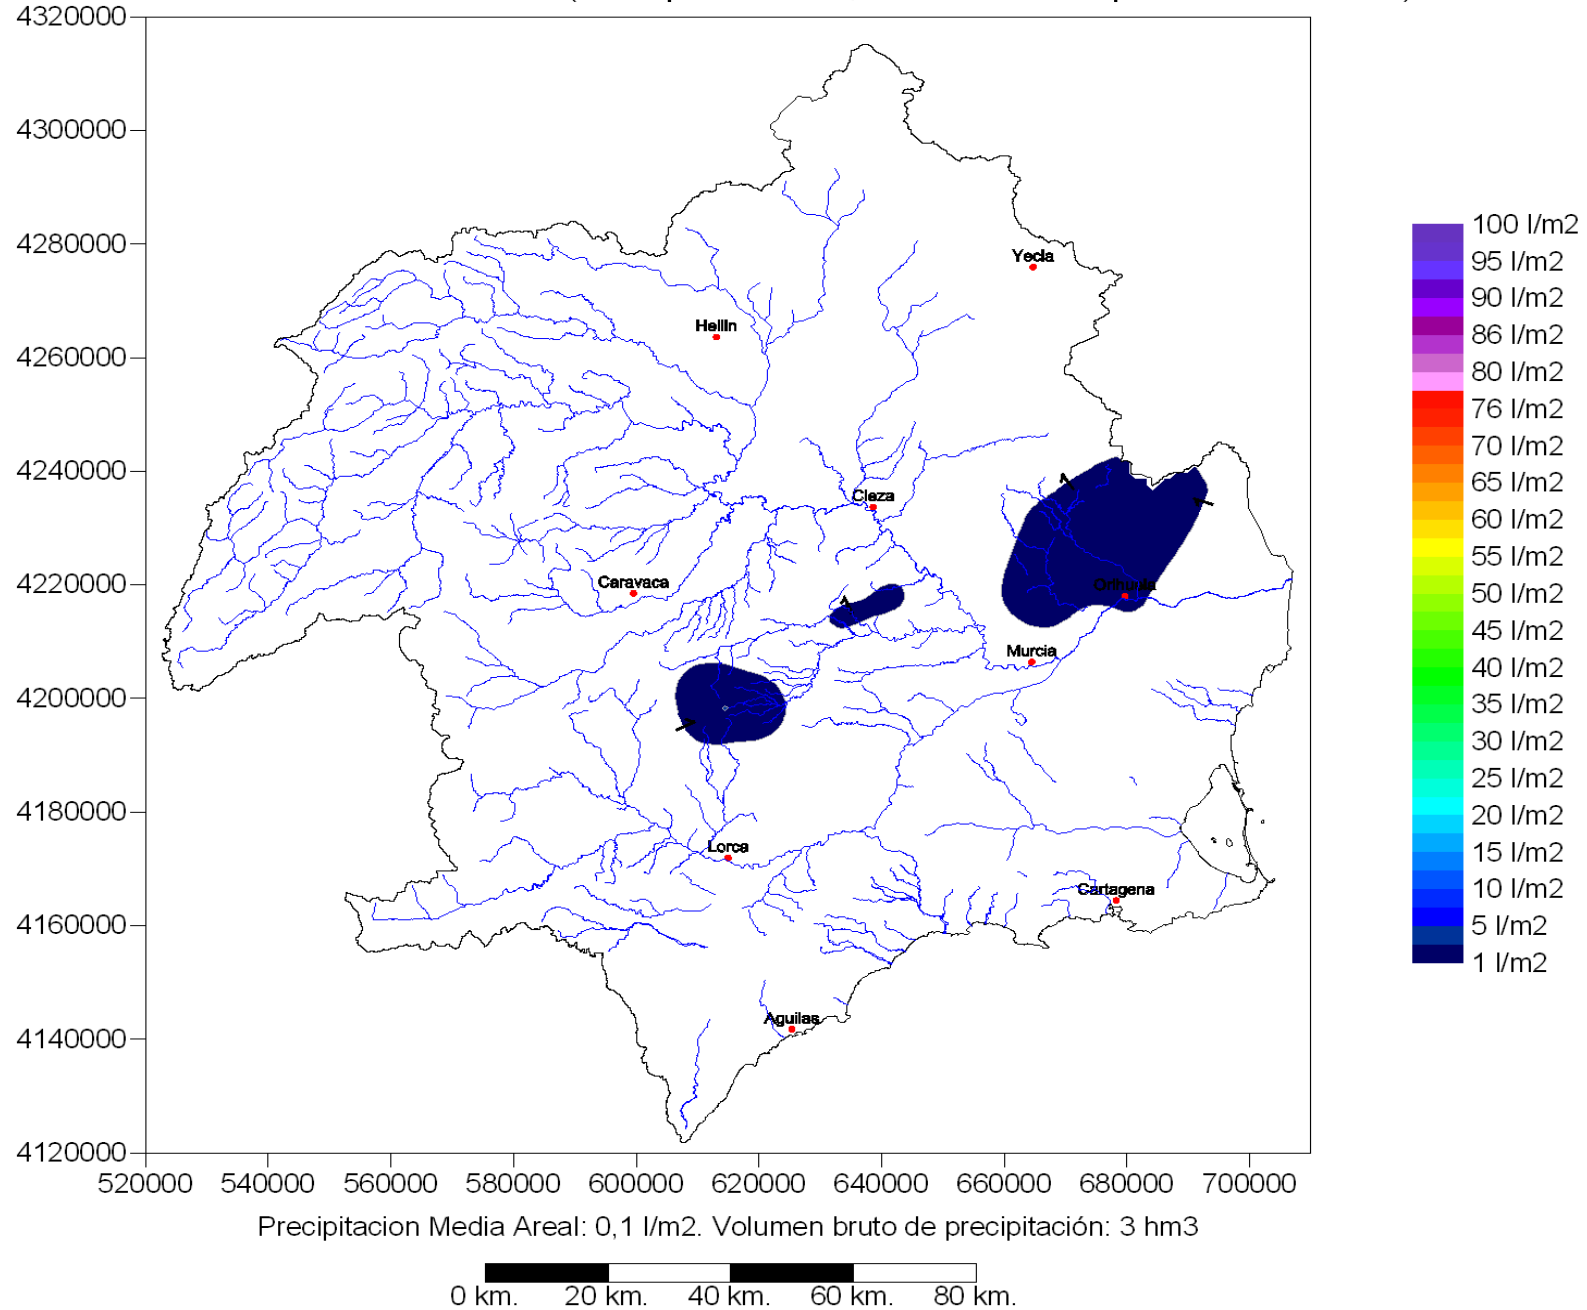 4320000
4300000
4280000
4260000
4240000
4220000
4200000
4180000
4160000
4140000
4120000
520000 540000 560000 580000 600000 620000 640000 660000 680000 700000
Yecla
Hellin
Cieza
Caravaca
Orihuela
Murcia
Lorca
Cartagena
Aguilas
1
1
1
1
100 l/m2
95 l/m2
90 l/m2
86 l/m2
80 l/m2
76 l/m2
70 l/m2
65 l/m2
60 l/m2
55 l/m2
50 l/m2
45 l/m2
40 l/m2
35 l/m2
30 l/m2
25 l/m2
20 l/m2
15 l/m2
10 l/m2
5 l/m2
1 l/m2
Precipitacion Media Areal: 0,1 l/m2. Volumen bruto de precipitación: 3 hm3
0 km. 20 km. 40 km. 60 km. 80 km.